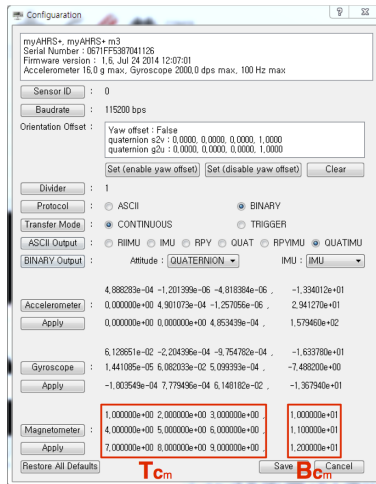 Configuaration
myAHRS+, myAHRS+ m3
Serial Number : 0671FF5387041126
Firmware version : 1,6, Jul 24 2014 12:07:01
Accelerometer 16,0 g max, Gyroscope 2000,0 dps max, 100 Hz max
Sensor ID : 0
Baudrate : 115200 bps
Orientation Offset : Yaw offset : False
quaternion s2v : 0,0000, 0,0000, 0,0000, 1,0000
quaternion g2u : 0,0000, 0,0000, 0,0000, 1,0000
Set (enable yaw offset) Set (disable yaw offset) Clear
Divider : 1
Protocol : ASCII BINARY
Transfer Mode : CONTINUOUS TRIGGER
ASCII Output : RIIMU IMU RPY QUAT RPYIMU QUATIMU
BINARY Output : Attitude : QUATERNION IMU : IMU
4,888283e-04 -1,201399e-06 -4,818384e-06 , -1,334012e+01
Accelerometer : 0,000000e+00 4,901073e-04 -1,257056e-06 , 2,941270e+01
Apply 0,000000e+00 0,000000e+00 4,853439e-04 , 1,579460e+02
6,128651e-02 -2,204396e-04 -9,754782e-04 , -1,633780e+01
Gyroscope : 1,441085e-05 6,082033e-02 5,099393e-04 , -7,488200e+00
Apply -1,803549e-04 7,779496e-04 6,148182e-02 , -1,367940e+01
1,000000e+00 2,000000e+00 3,000000e+00 , 1,000000e+01
Magnetometer : 4,000000e+00 5,000000e+00 6,000000e+00 , 1,100000e+01
Apply 7,000000e+00 8,000000e+00 9,000000e+00 , 1,200000e+01
Restore All Defaults Save Cancel
Tcm Bcm